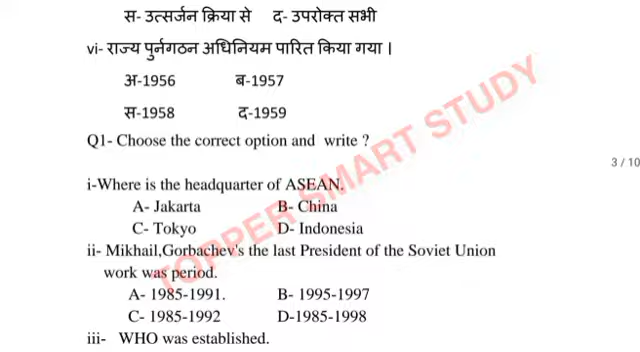 स- उत्सर्जन क्रिया से द- उपरोक्त सभी
vi- राज्य पुर्नगठन अधिनियम पारित किया गया।
अ-1956 ब-1957
स-1958 द-1959
Q1- Choose the correct option and write ?
3 / 10
i-Where is the headquarter of ASEAN.
A- Jakarta B- China
C- Tokyo D- Indonesia
ii- Mikhail,Gorbachev's the last President of the Soviet Union
work was period.
A- 1985-1991. B- 1995-1997
C- 1985-1992 D-1985-1998
iii- WHO was established.
TOPPER SMART STUDY